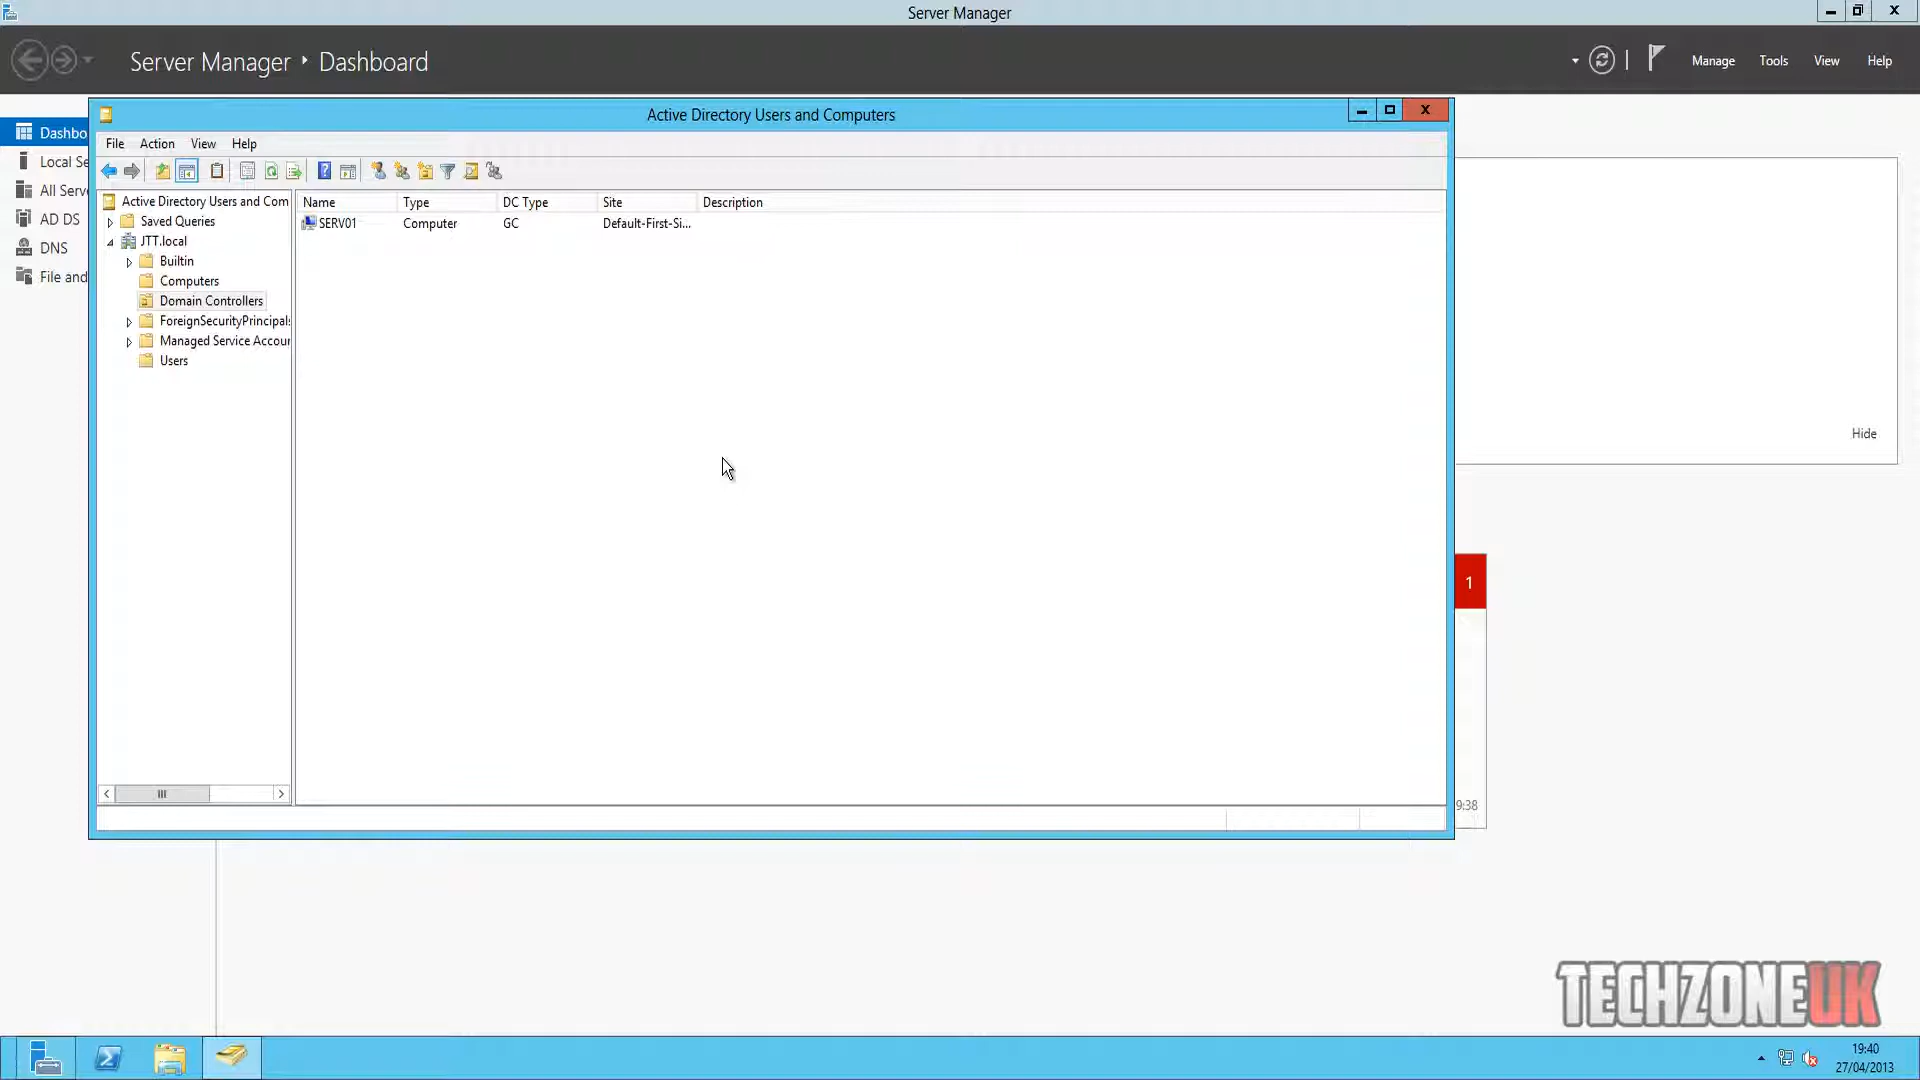 Server Manager
Server Manager ‣ Dashboard
Manage Tools View Help
Active Directory Users and Computers
Dashbo
Local Se
All Serv
AD DS
DNS
File and
File Action View Help
Active Directory Users and Com
Saved Queries
JTT.local
Builtin
Computers
Domain Controllers
ForeignSecurityPrincipals
Managed Service Accour
Users
Name Type DC Type Site Description
SERV01 Computer GC Default-First-Si...
Hide
1
9:38
TECHZONEUK
19:40
27/04/2013